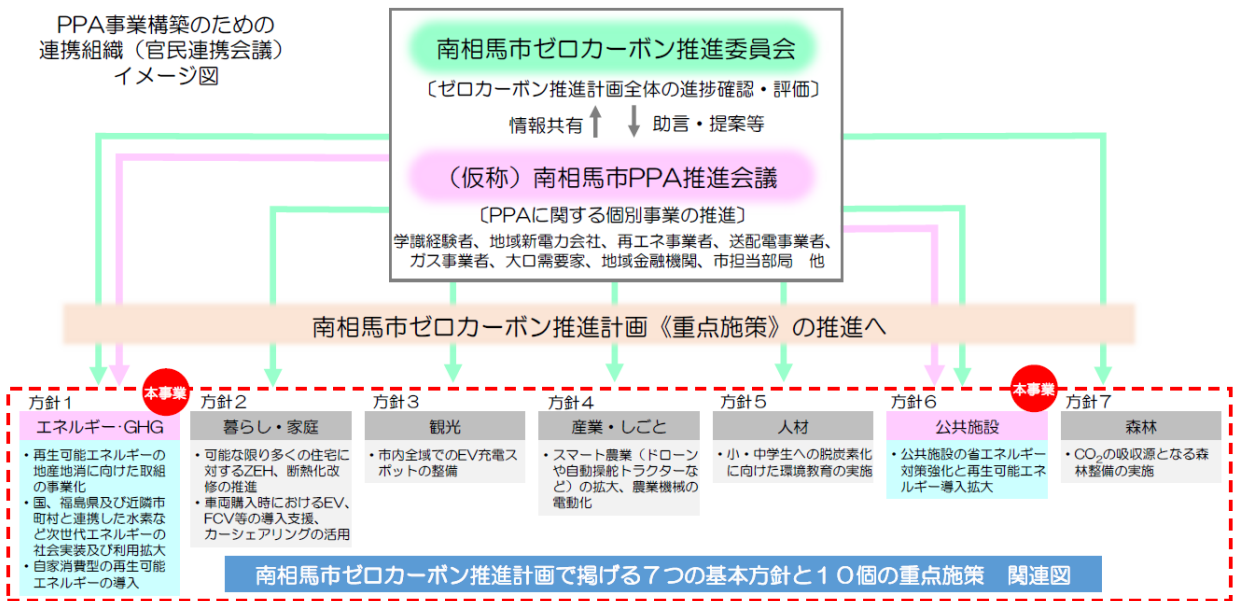 PPA事業構築のための
連携組織（官民連携会議）
イメージ図
南相馬市ゼロカーボン推進委員会
〔ゼロカーボン推進計画全体の進捗確認・評価〕
情報共有
助言・提案等
（仮称）南相馬市PPA推進会議
〔PPAに関する個別事業の推進〕
学識経験者、地域新電力会社、再エネ事業者、送配電事業者、
ガス事業者、大口需要家、地域金融機関、市担当部局　他
南相馬市ゼロカーボン推進計画《重点施策》の推進へ
方針１
本事業
エネルギー・GHG
・再生可能エネルギーの
地産地消に向けた取組
の事業化
・国、福島県及び近隣市
町村と連携した水素な
ど次世代エネルギーの
社会実装及び利用拡大
・自家消費型の再生可能
エネルギーの導入
方針２
暮らし・家庭
・可能な限り多くの住宅に
対するZEH、断熱化改
修の推進
・車両購入時におけるEV、
FCV等の導入支援、
カーシェアリングの活用
方針３
観光
・市内全域でのEV充電ス
ポットの整備
方針４
産業・しごと
・スマート農業（ドローン
や自動操舵トラクターな
ど）の拡大、農業機械の
電動化
方針５
人材
・小・中学生への脱炭素化
に向けた環境教育の実施
方針６
本事業
公共施設
・公共施設の省エネルギー
対策強化と再生可能エネ
ルギー導入拡大
方針７
森林
・CO₂の吸収源となる森
林整備の実施
南相馬市ゼロカーボン推進計画で掲げる７つの基本方針と１０個の重点施策　関連図